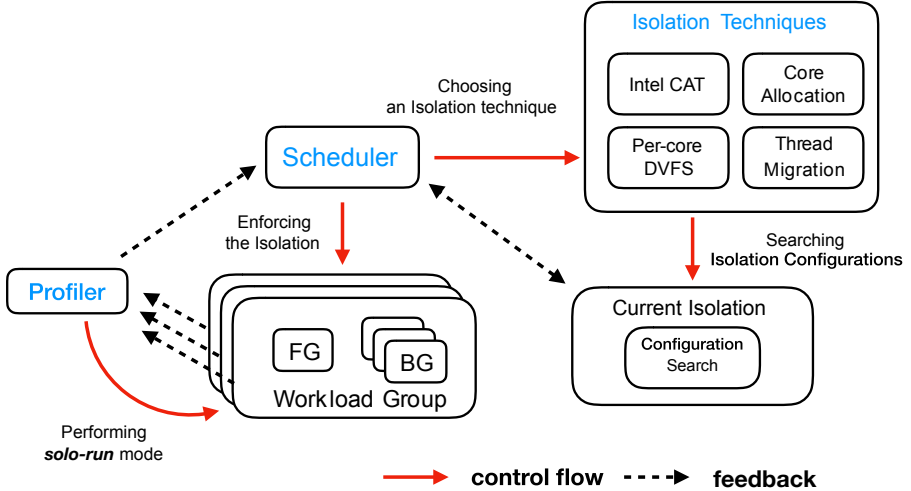 Isolation Techniques
Intel CAT
Core
Allocation
Per-core
DVFS
Thread
Migration
Choosing
an Isolation technique
Scheduler
Enforcing
the Isolation
Searching
Isolation Configurations
Profiler
Current Isolation
Configuration
Search
FG
BG
Workload Group
Performing
solo-run mode
control flow
feedback